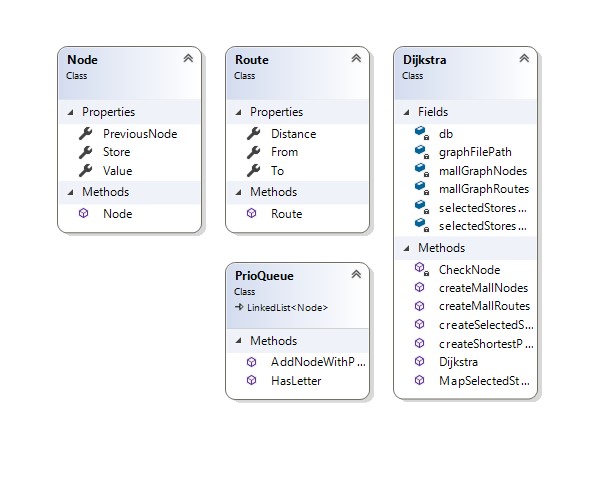 Node
Class
Properties
PreviousNode
Store
Value
Methods
Node
Route
Class
Properties
Distance
From
To
Methods
Route
PrioQueue
Class
LinkedList<Node>
Methods
AddNodeWithP...
HasLetter
Dijkstra
Class
Fields
db
graphFilePath
mallGraphNodes
mallGraphRoutes
selectedStores...
selectedStores...
Methods
CheckNode
createMallNodes
createMallRoutes
createSelectedS...
createShortestP...
Dijkstra
MapSelectedSt...